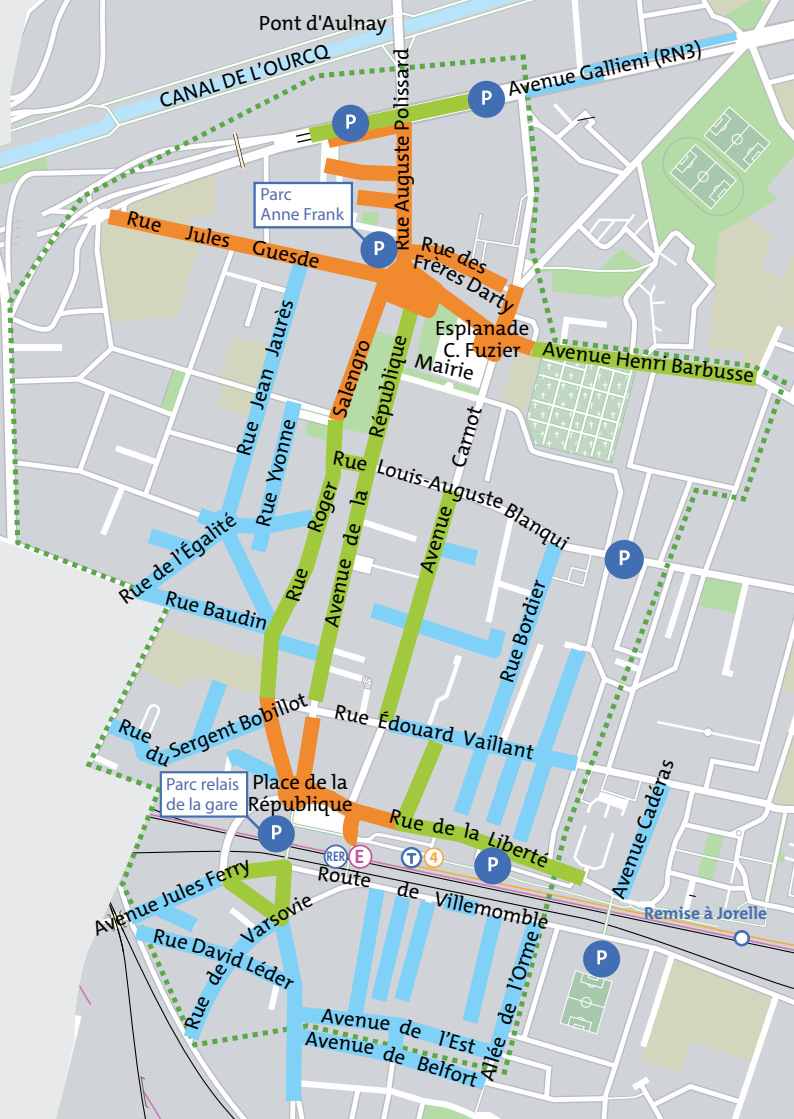 Pont d'Aulnay
CANAL DE L'OURCQ
Rue Auguste Polissard
Avenue Gallieni (RN3)
P
P
Parc
Anne Frank
P
Rue Jules Guesde
Rue des
Frères Darty
Esplanade
C. Fuzier
Avenue Henri Barbusse
Mairie
Rue Jean Jaurès
Salengro
République
Carnot
Rue Yvonne
Rue Louis-Auguste Blanqui
Roger
de la
Avenue
P
Rue de l'Égalité
Rue
Avenue
Rue Baudin
Rue Bordier
Rue
du Sergent Bobillot
Rue Édouard Vaillant
Parc relais
de la gare
Place de la
République
P
Rue de la Liberté
Avenue Cadéras
RER E
T 4
P
Avenue Jules Ferry
Route de Villemomble
Remise à Jorelle
Rue David Léder
Rue de Varsovie
P
Allée de l'Orme
Avenue de l'Est
Avenue de Belfort